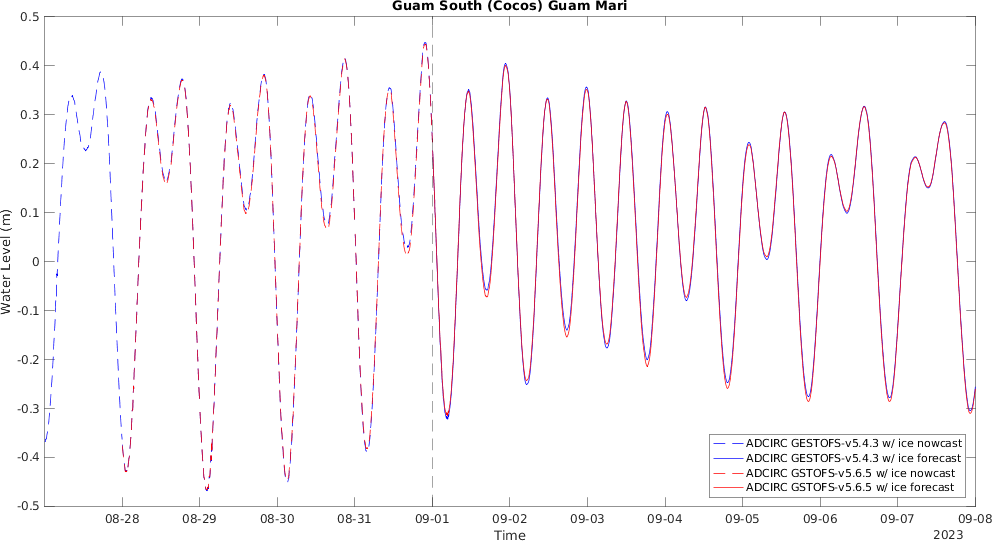 Guam South (Cocos) Guam Mari
Water Level (m)
0.5
0.4
0.3
0.2
0.1
0
-0.1
-0.2
-0.3
-0.4
-0.5
ADCIRC GESTOFS-v5.4.3 w/ ice nowcast
ADCIRC GESTOFS-v5.4.3 w/ ice forecast
ADCIRC GSTOFS-v5.6.5 w/ ice nowcast
ADCIRC GSTOFS-v5.6.5 w/ ice forecast
08-28 08-29 08-30 08-31 09-01 09-02 09-03 09-04 09-05 09-06 09-07 09-08
Time
2023